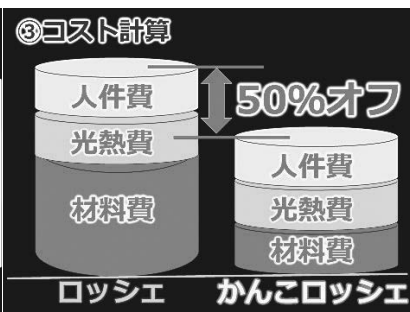 ③コスト計算
人件費
50%オフ
光熱費
人件費
材料費
光熱費
材料費
ロッシェ
かんこロッシェ